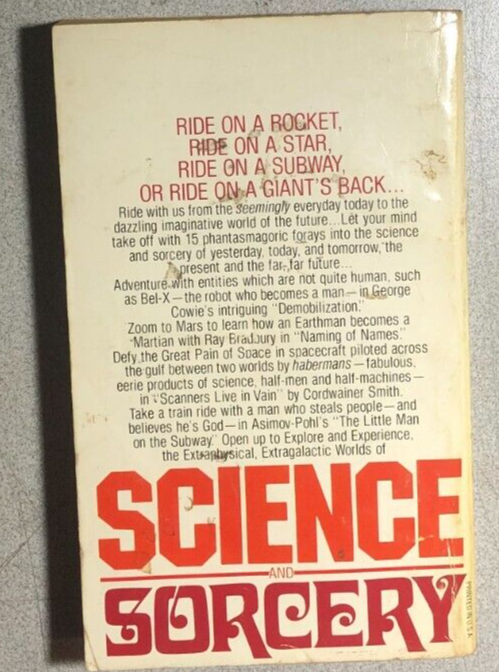 RIDE ON A ROCKET,
RIDE ON A STAR,
RIDE ON A SUBWAY,
OR RIDE ON A GIANT'S BACK...
Ride with us from the seemingly everyday today to the
dazzling imaginative world of the future...Let your mind
take off with 15 phantasmagoric forays into the science
and sorcery of yesterday, today, and tomorrow, the
present and the far-far future...
Adventure with entities which are not quite human, such
as Bel-X—the robot who becomes a man—in George
Cowie's intriguing "Demobilization."
Zoom to Mars to learn how an Earthman becomes a
Martian with Ray Bradbury in "Naming of Names."
Defy the Great Pain of Space in spacecraft piloted across
the gulf between two worlds by habermans—fabulous,
eerie products of science, half-men and half-machines—
in "Scanners Live in Vain" by Cordwainer Smith.
Take a train ride with a man who steals people—and
believes he's God—in Asimov-Pohl's "The Little Man
on the Subway." Open up to Explore and Experience,
the Extraphysical, Extragalactic Worlds of
SCIENCE
AND
SORCERY
PRINTED IN U.S.A.